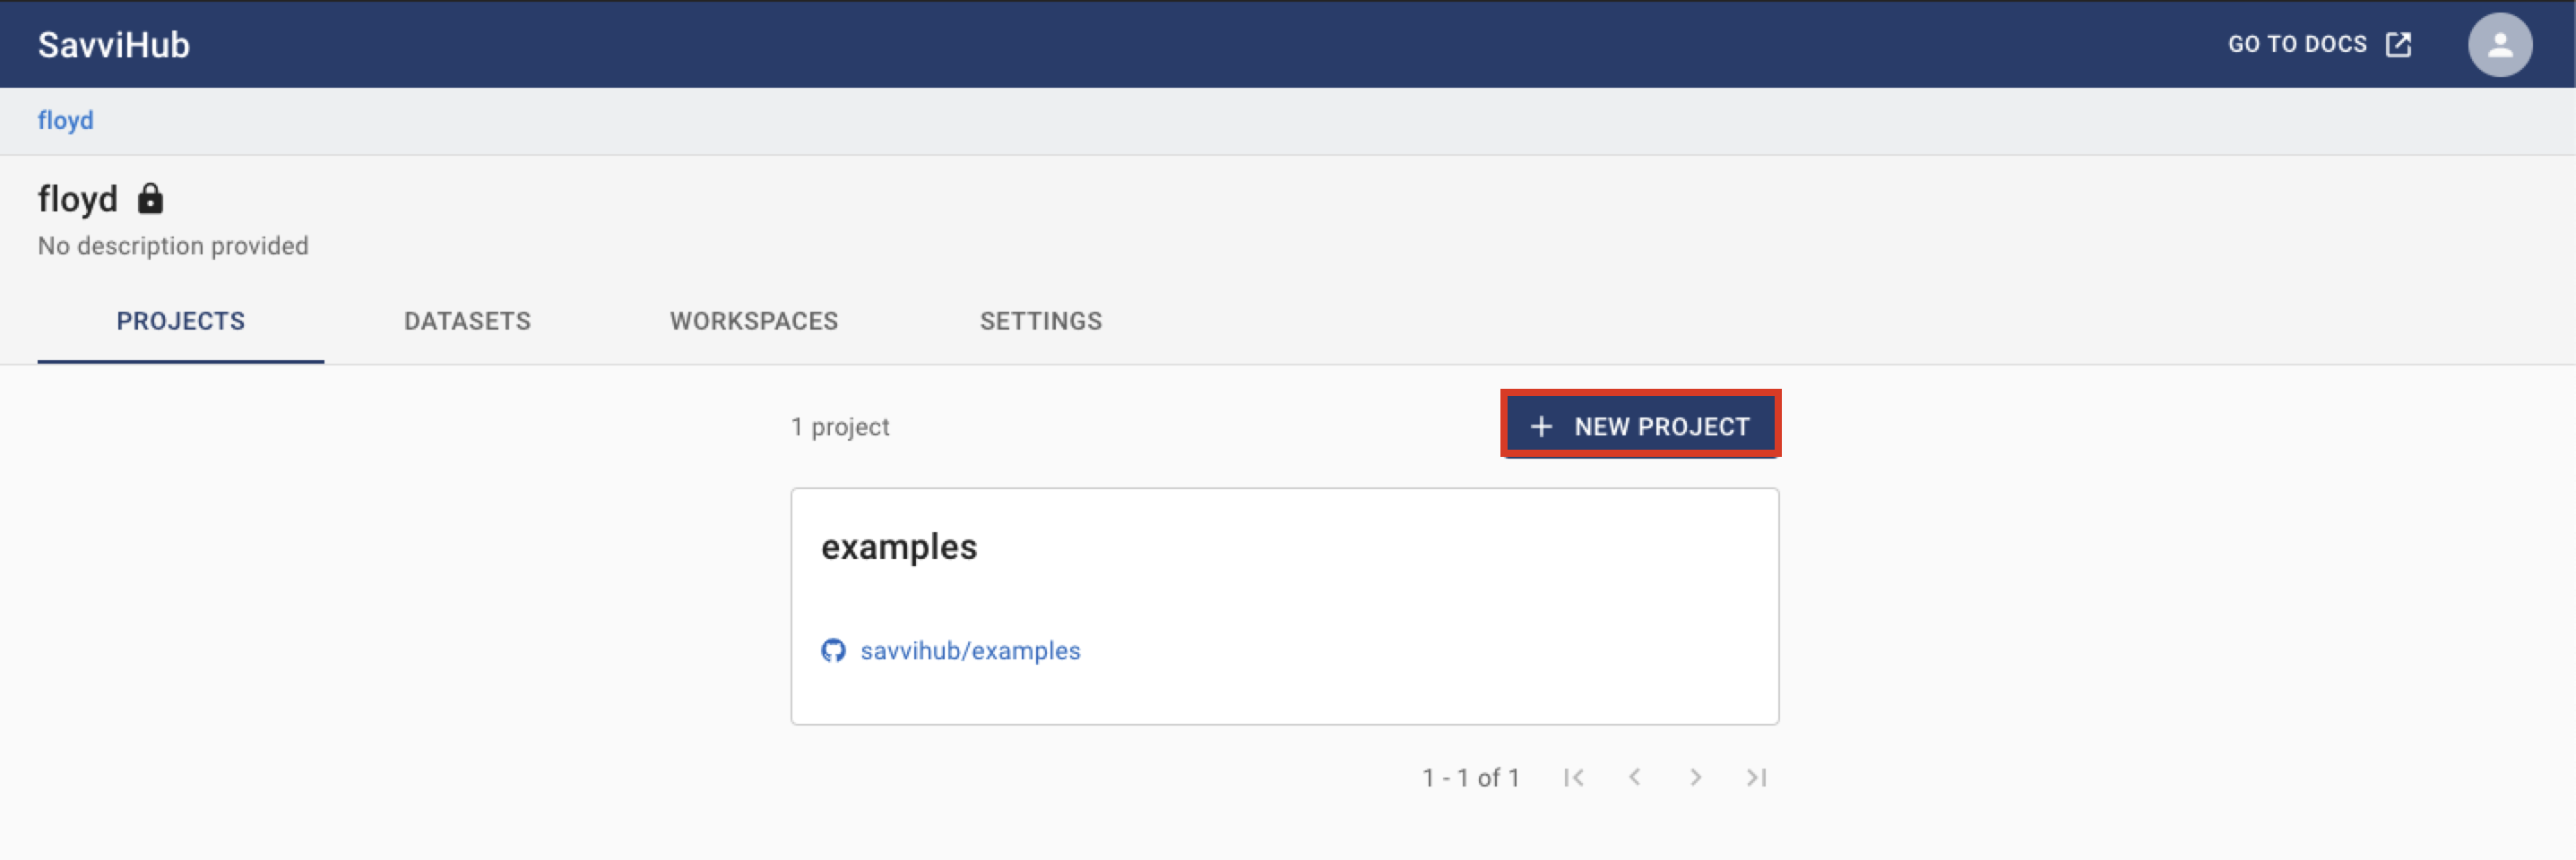 SavviHub
GO TO DOCS
floyd
floyd
No description provided
PROJECTS DATASETS WORKSPACES SETTINGS
1 project
+ NEW PROJECT
examples
savvihub/examples
1 - 1 of 1